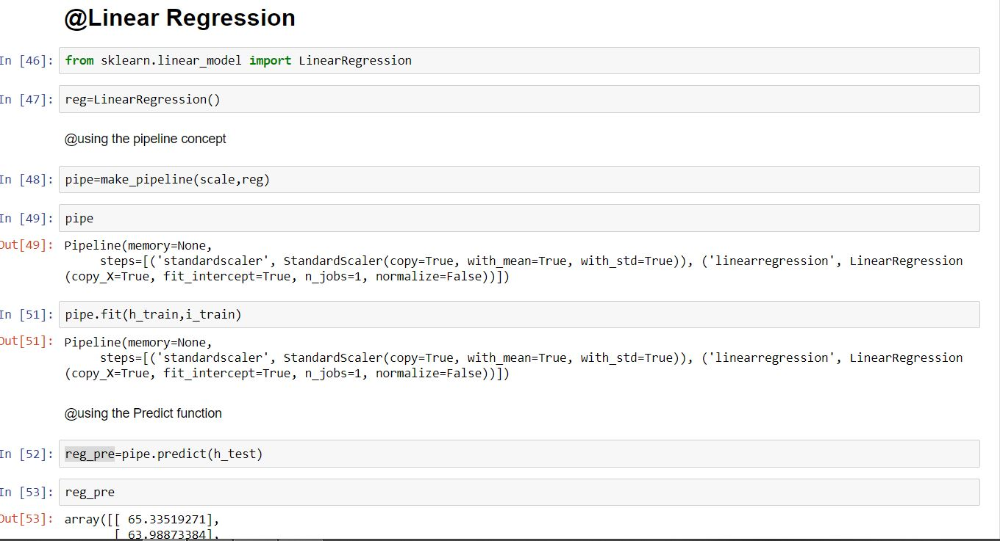 @Linear Regression
In [46]: from sklearn.linear_model import LinearRegression
In [47]: reg=LinearRegression()
@using the pipeline concept
In [48]: pipe=make_pipeline(scale,reg)
In [49]: pipe
Out[49]: Pipeline(memory=None,
steps=[('standardscaler', StandardScaler(copy=True, with_mean=True, with_std=True)), ('linearregression', LinearRegression
(copy_X=True, fit_intercept=True, n_jobs=1, normalize=False))])
In [51]: pipe.fit(h_train,i_train)
Out[51]: Pipeline(memory=None,
steps=[('standardscaler', StandardScaler(copy=True, with_mean=True, with_std=True)), ('linearregression', LinearRegression
(copy_X=True, fit_intercept=True, n_jobs=1, normalize=False))])
@using the Predict function
In [52]: reg_pre=pipe.predict(h_test)
In [53]: reg_pre
Out[53]: array([[ 65.33519271],
[ 63.98873384],